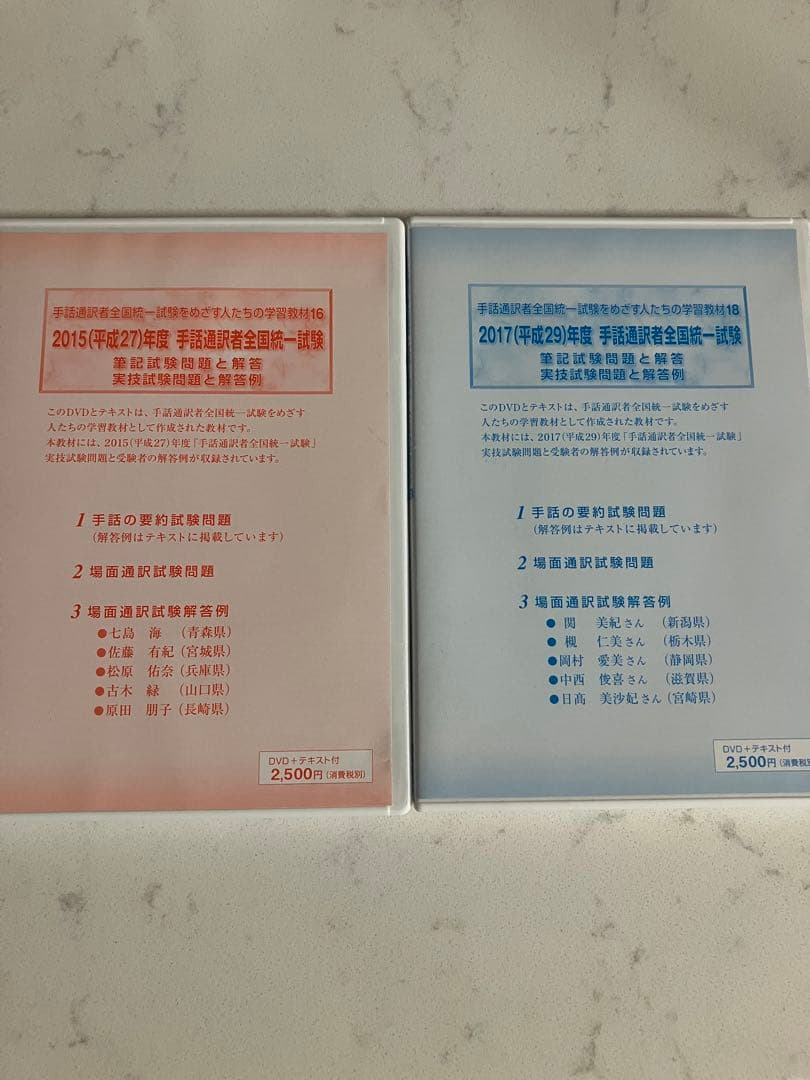 手話通訳者全国統一試験をめざす人たちの学習教材16
2015(平成27)年度 手話通訳者全国統一試験
筆記試験問題と解答
実技試験問題と解答例
このDVDとテキストは、手話通訳者全国統一試験をめざす
人たちの学習教材として作成された教材です。
本教材には、2015(平成27)年度「手話通訳者全国統一試験」
実技試験問題と受験者の解答例が収録されています。
1 手話の要約試験問題
(解答例はテキストに掲載しています)
2 場面通訳試験問題
3 場面通訳試験解答例
●七島 海 (青森県)
●佐藤 有紀(宮城県)
●松原 佑奈(兵庫県)
●古木 緑 (山口県)
●原田 朋子(長崎県)
DVD+テキスト付
2,500円(消費税別)
手話通訳者全国統一試験をめざす人たちの学習教材18
2017(平成29)年度 手話通訳者全国統一試験
筆記試験問題と解答
実技試験問題と解答例
このDVDとテキストは、手話通訳者全国統一試験をめざす
人たちの学習教材として作成された教材です。
本教材には、2017(平成29)年度「手話通訳者全国統一試験」
実技試験問題と受験者の解答例が収録されています。
1 手話の要約試験問題
(解答例はテキストに掲載しています)
2 場面通訳試験問題
3 場面通訳試験解答例
● 関 美紀さん (新潟県)
● 槻 仁美さん (栃木県)
●岡村 愛美さん (静岡県)
●中西 俊喜さん (滋賀県)
●日髙 美沙妃さん(宮崎県)
DVD+テキスト付
2,500円(消費税別